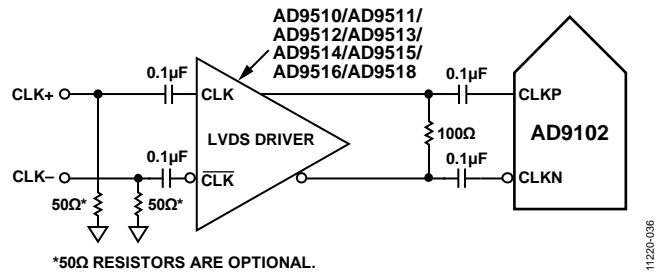 AD9510/AD9511/
AD9512/AD9513/
AD9514/AD9515/
AD9516/AD9518
0.1µF
0.1µF
CLK+
CLK
CLKP
LVDS DRIVER
100Ω
AD9102
0.1µF
0.1µF
CLK–
CLK
CLKN
50Ω*
50Ω*
*50Ω RESISTORS ARE OPTIONAL.
11220-036